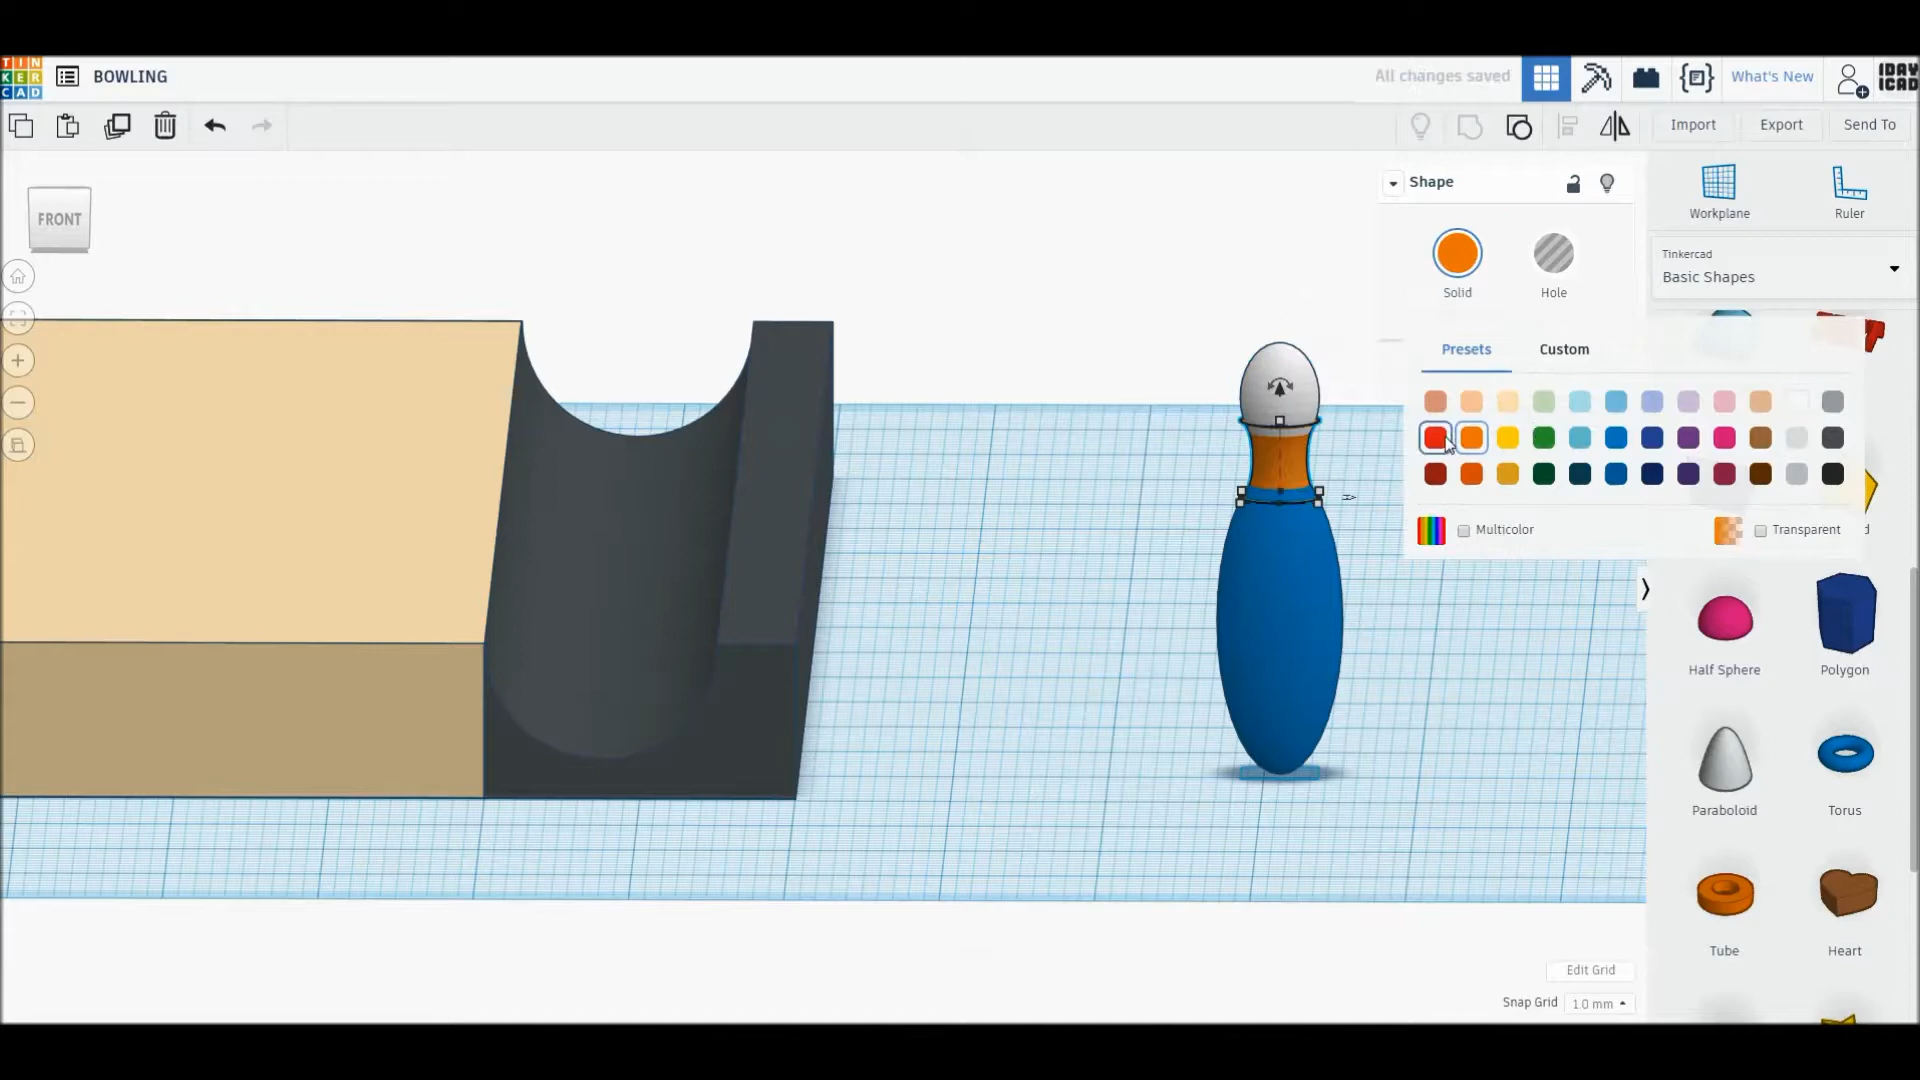 TIN
KER
CAD
BOWLING
All changes saved
What's New
1DAY
ICAD
Import
Export
Send To
Shape
Workplane
Ruler
FRONT
Tinkercad
Basic Shapes
Solid
Hole
Presets
Custom
Multicolor
Transparent
d
Half Sphere
Polygon
Paraboloid
Torus
Tube
Heart
Edit Grid
Snap Grid
1.0 mm